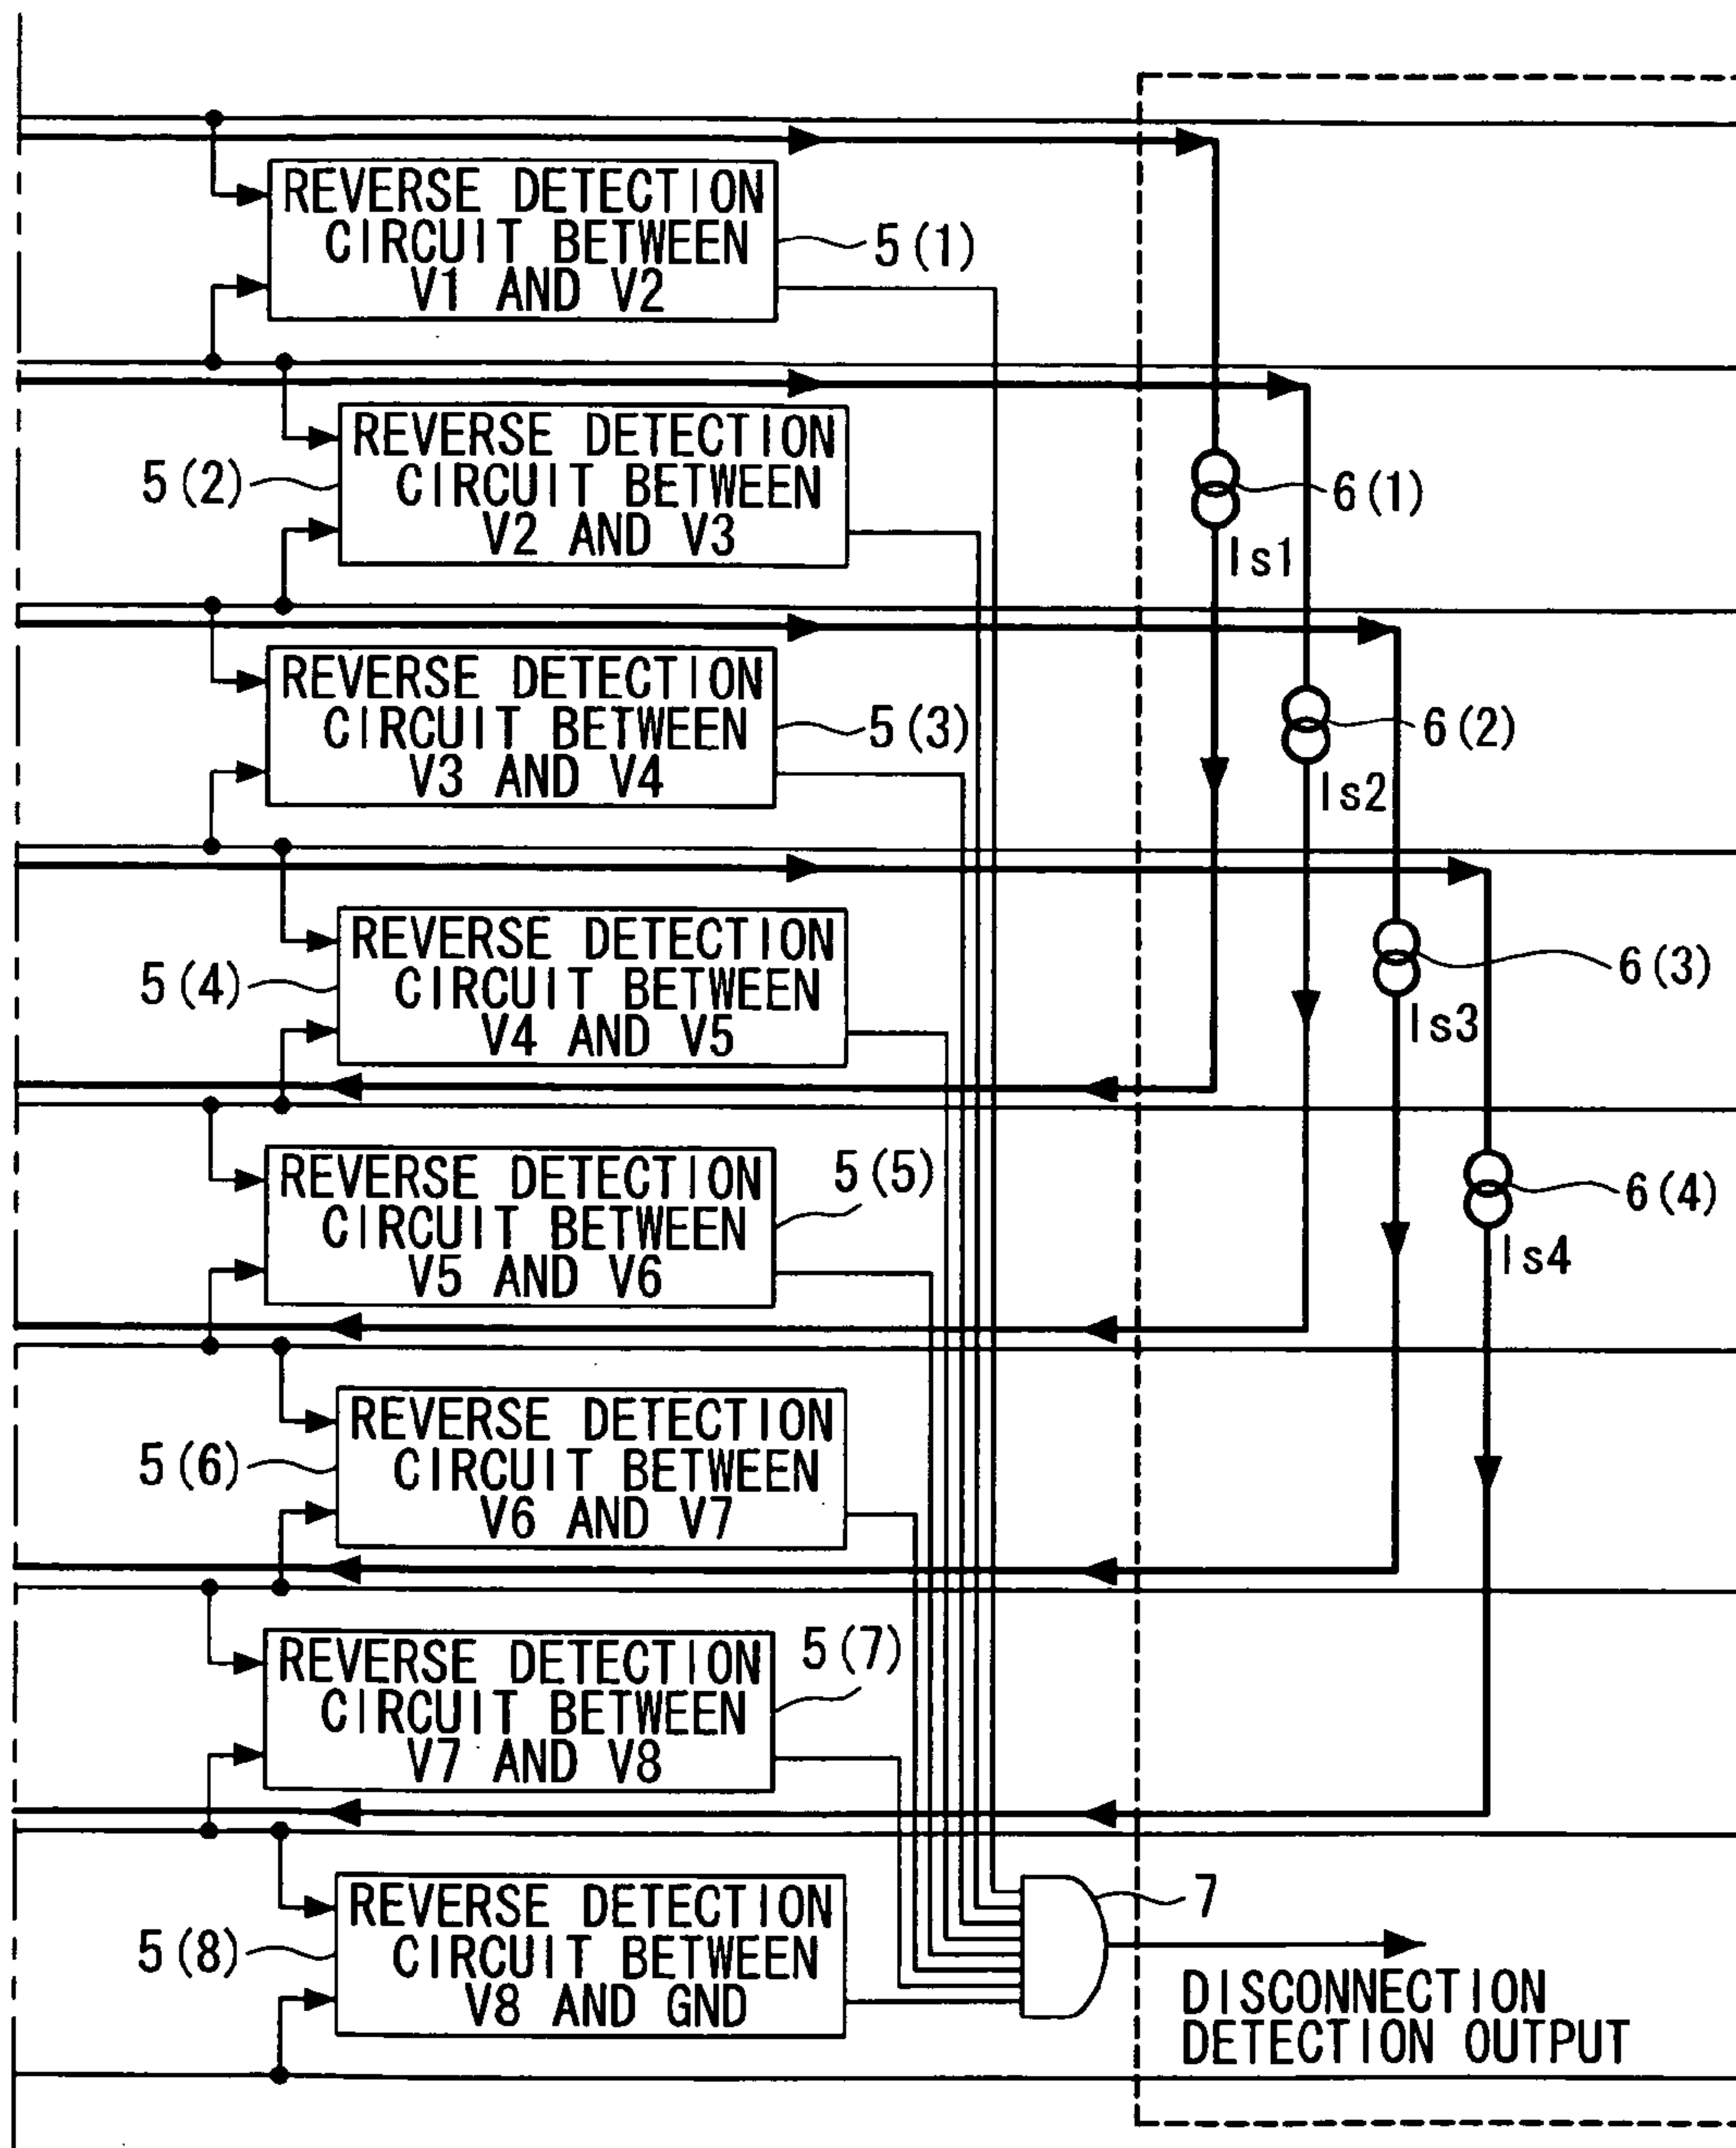 REVERSE DETECTION
CIRCUIT BETWEEN
V1 AND V2
5(1)
REVERSE DETECTION
CIRCUIT BETWEEN
V2 AND V3
5(2)
6(1)
Is1
REVERSE DETECTION
CIRCUIT BETWEEN
V3 AND V4
5(3)
6(2)
Is2
REVERSE DETECTION
CIRCUIT BETWEEN
V4 AND V5
5(4)
6(3)
Is3
REVERSE DETECTION
CIRCUIT BETWEEN
V5 AND V6
5(5)
6(4)
Is4
REVERSE DETECTION
CIRCUIT BETWEEN
V6 AND V7
5(6)
REVERSE DETECTION
CIRCUIT BETWEEN
V7 AND V8
5(7)
REVERSE DETECTION
CIRCUIT BETWEEN
V8 AND GND
5(8)
7
DISCONNECTION
DETECTION OUTPUT